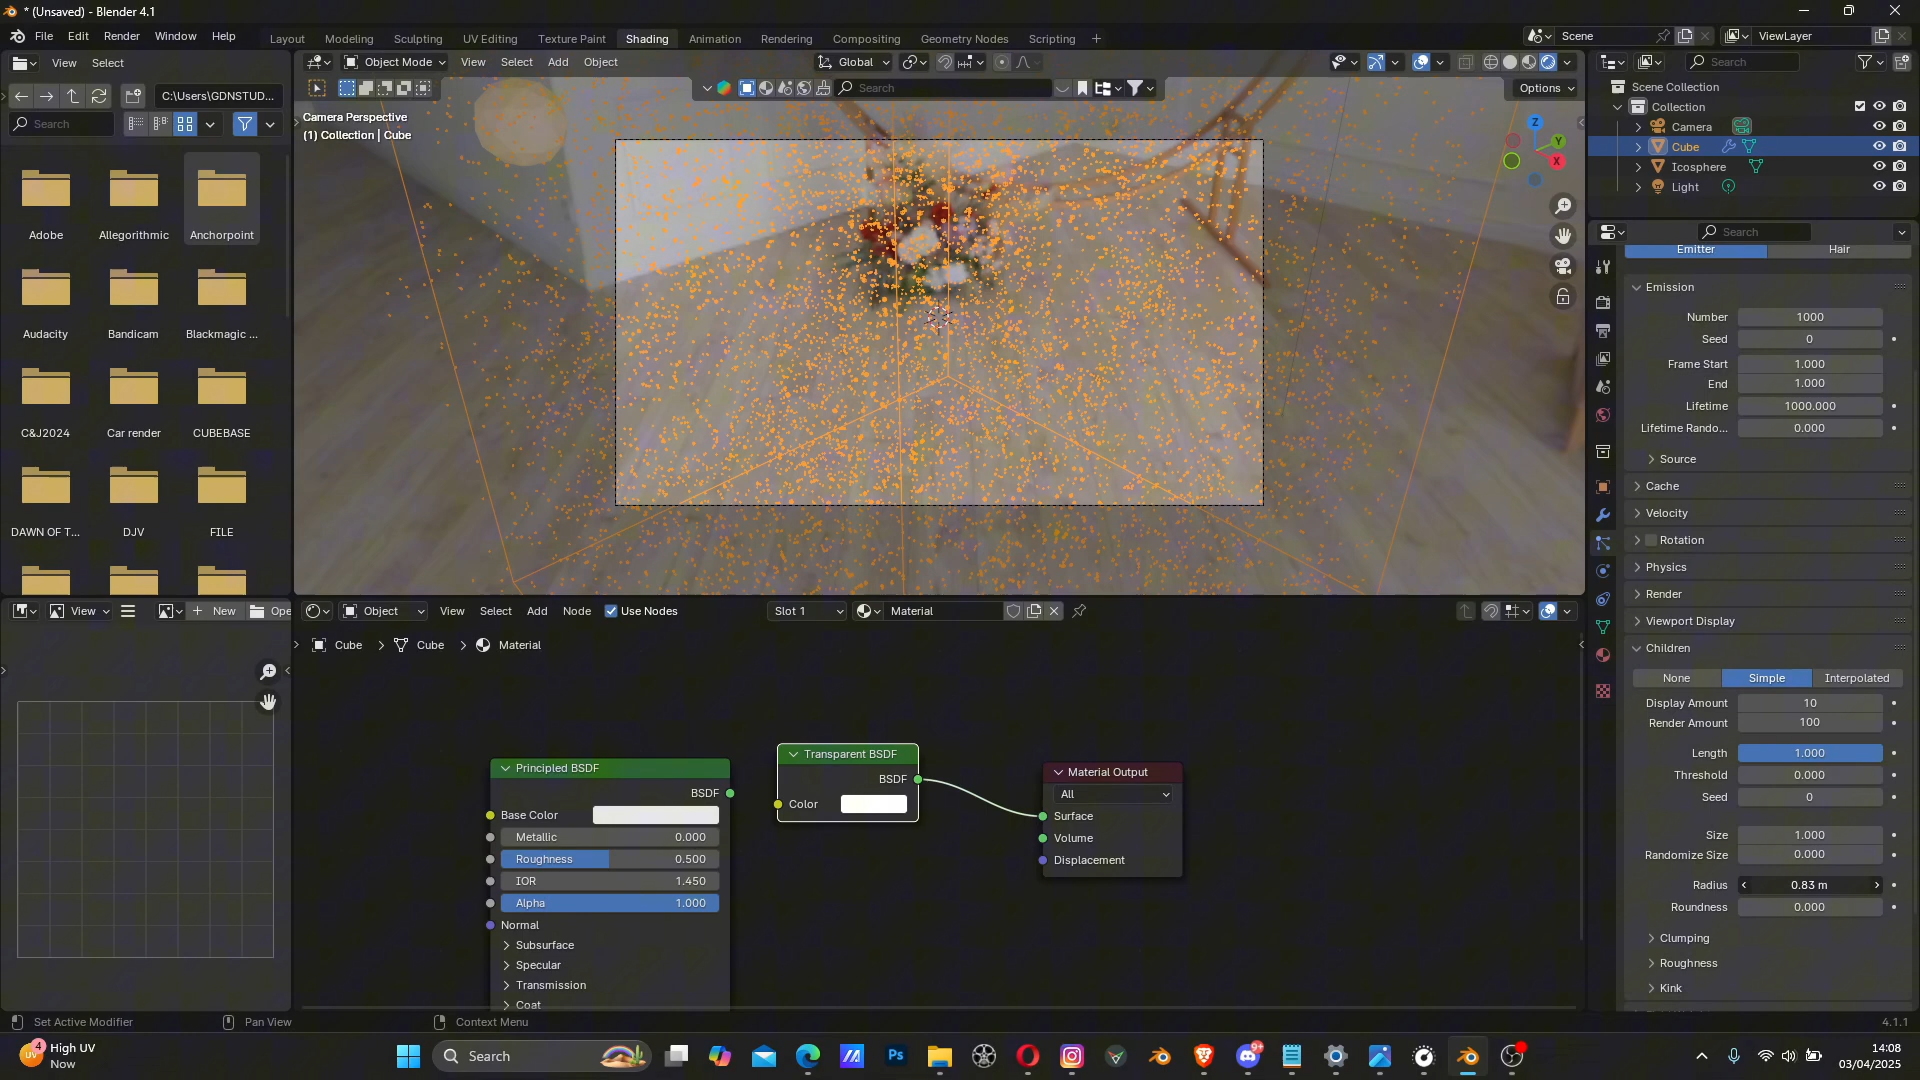 * (Unsaved) - Blender 4.1
File Edit Render Window Help
Layout Modeling Sculpting UV Editing Texture Paint Shading Animation Rendering Compositing Geometry Nodes Scripting
Scene
ViewLayer
View Select
Object Mode View Select Add Object
Global
Search
Scene Collection
C:\Users\GDNSTUD...
Search
Search
Options
Collection
Camera Perspective
(1) Collection | Cube
Camera
Cube
Icosphere
Light
Z
Y
X
Adobe Allegorithmic Anchorpoint
Audacity Bandicam Blackmagic ...
C&J2024 Car render CUBEBASE
DAWN OF T... DJV FILE
Search
Emitter Hair
Emission
Number 1000
Seed 0
Frame Start 1.000
End 1.000
Lifetime 1000.000
Lifetime Rando... 0.000
Source
Cache
Velocity
Rotation
Physics
Render
Viewport Display
Children
None Simple Interpolated
Display Amount 10
Render Amount 100
Length 1.000
Threshold 0.000
Seed 0
Size 1.000
Randomize Size 0.000
Radius 0.83 m
Roundness 0.000
Clumping
Roughness
Kink
View New Ope
Object View Select Add Node Use Nodes Slot 1 Material
Cube Cube Material
Principled BSDF
BSDF
Base Color
Metallic 0.000
Roughness 0.500
IOR 1.450
Alpha 1.000
Normal
Subsurface
Specular
Transmission
Coat
Transparent BSDF
BSDF
Color
Material Output
All
Surface
Volume
Displacement
Set Active Modifier Pan View Context Menu 4.1.1
4
UV
High UV
Now
Search
Ps
9+
14:08
03/04/2025